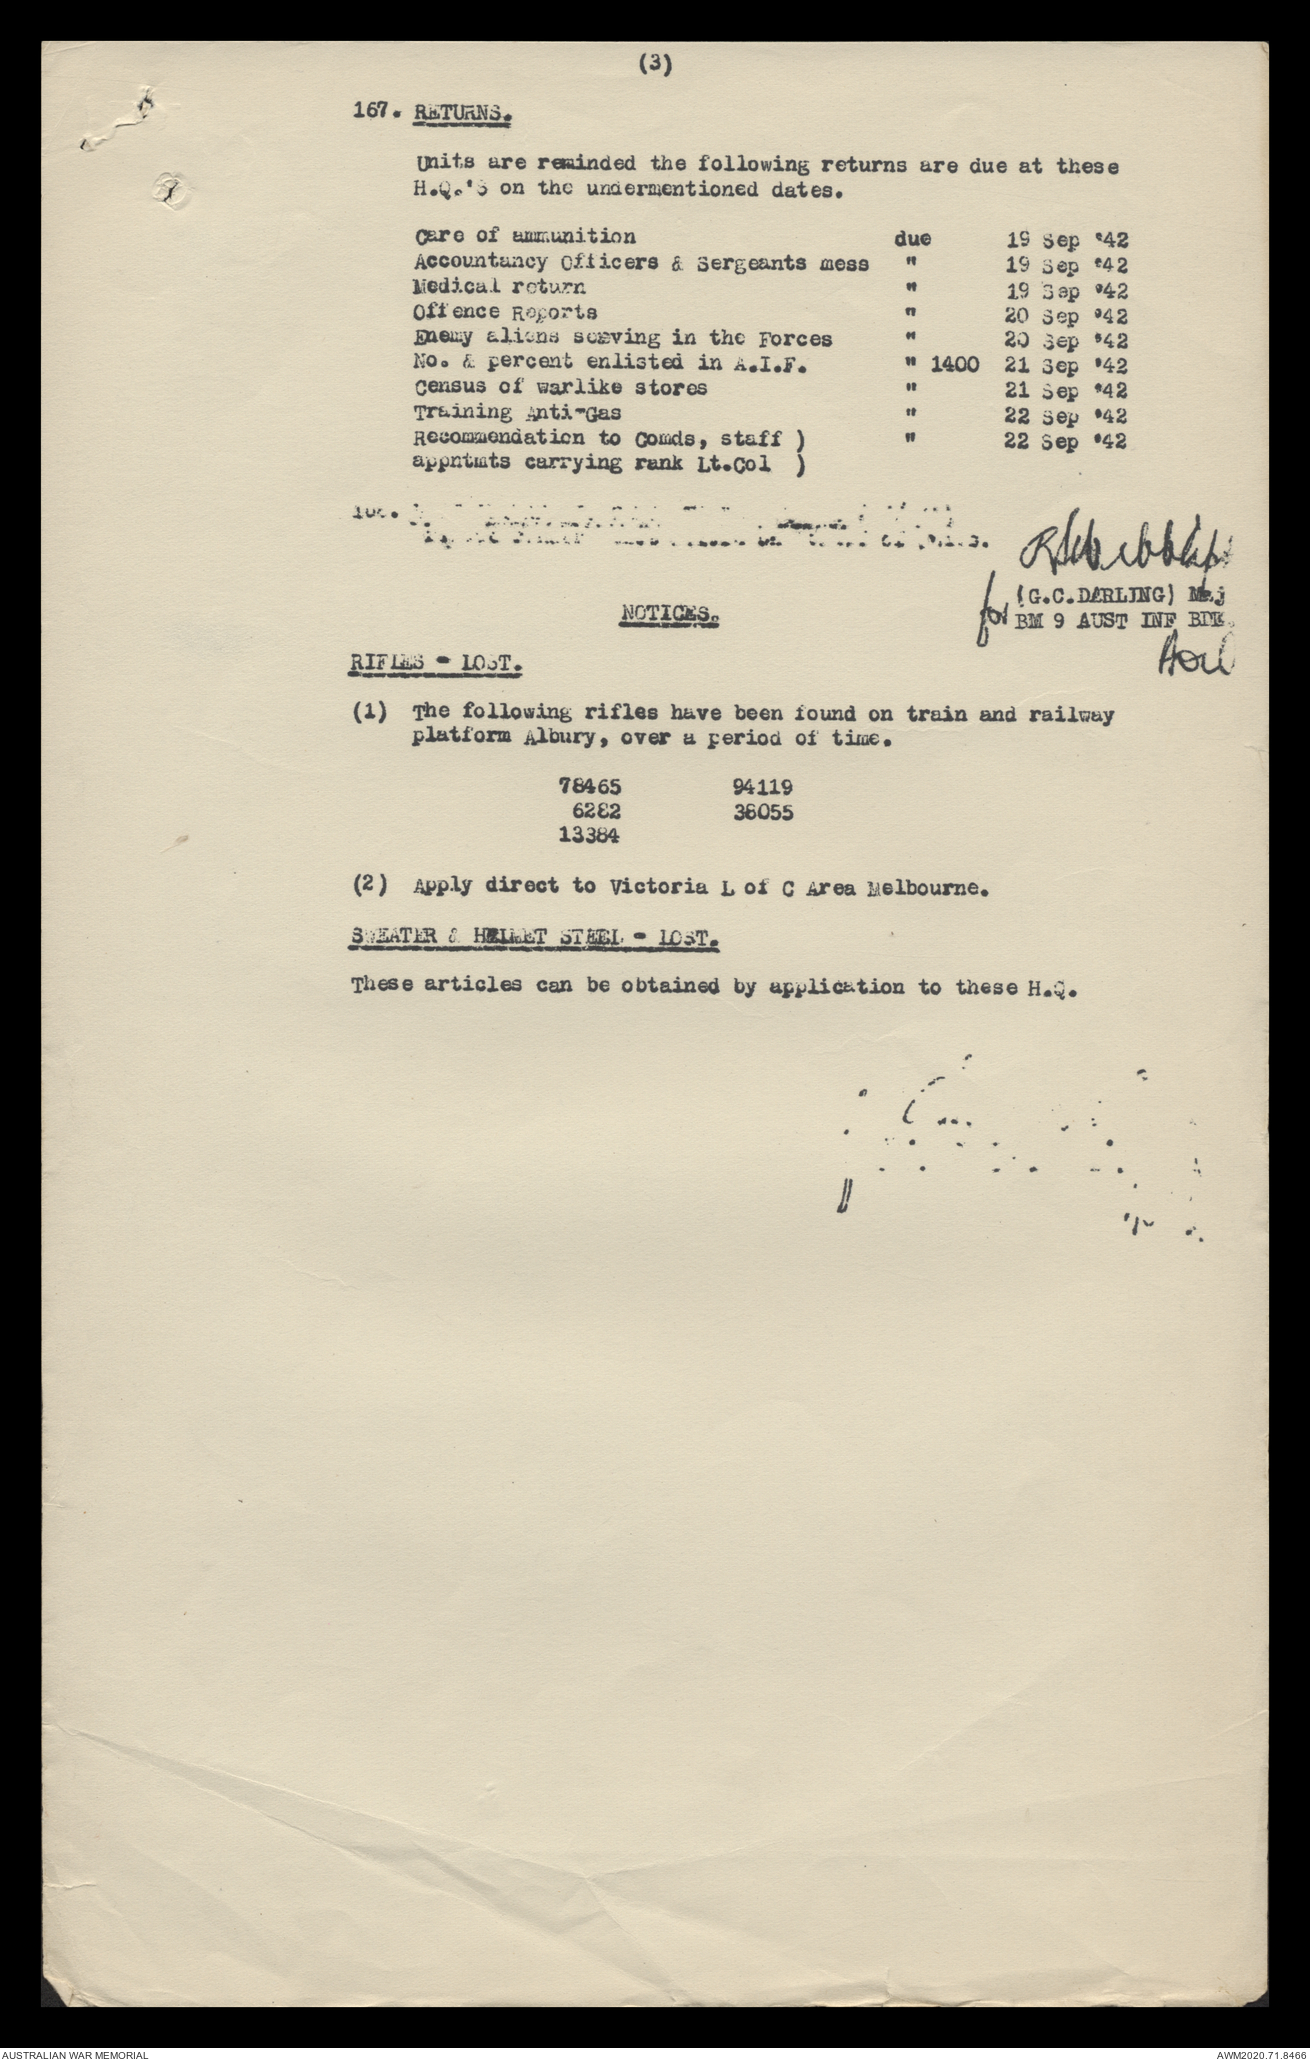 (3)
167. RETURNS.
Units are reminded the following returns are due at these
H.Q.'S on the undermentioned dates.
Care of ammunition due 19 Sep '42
Accountancy Officers & Sergeants mess " 19 Sep '42
Medical return " 19 Sep '42
Offence Reports " 20 Sep '42
Enemy aliens serving in the Forces " 20 Sep '42
No. & percent enlisted in A.I.F. " 1400 21 Sep '42
Census of warlike stores " 21 Sep '42
Training Anti-Gas " 22 Sep '42
Recommendation to Comds, staff ) " 22 Sep '42
appntmts carrying rank Lt.Col )
for (G.C.DARLING) Maj
BM 9 AUST INF BDE.
NOTICES.
RIFLES - LOST.
(1) The following rifles have been found on train and railway
platform Albury, over a period of time.
78465 94119
6282 38055
13384
(2) Apply direct to Victoria L of C Area Melbourne.
SWEATER & HELMET STEEL - LOST.
These articles can be obtained by application to these H.Q.
AUSTRALIAN WAR MEMORIAL AWM2020.71.8466